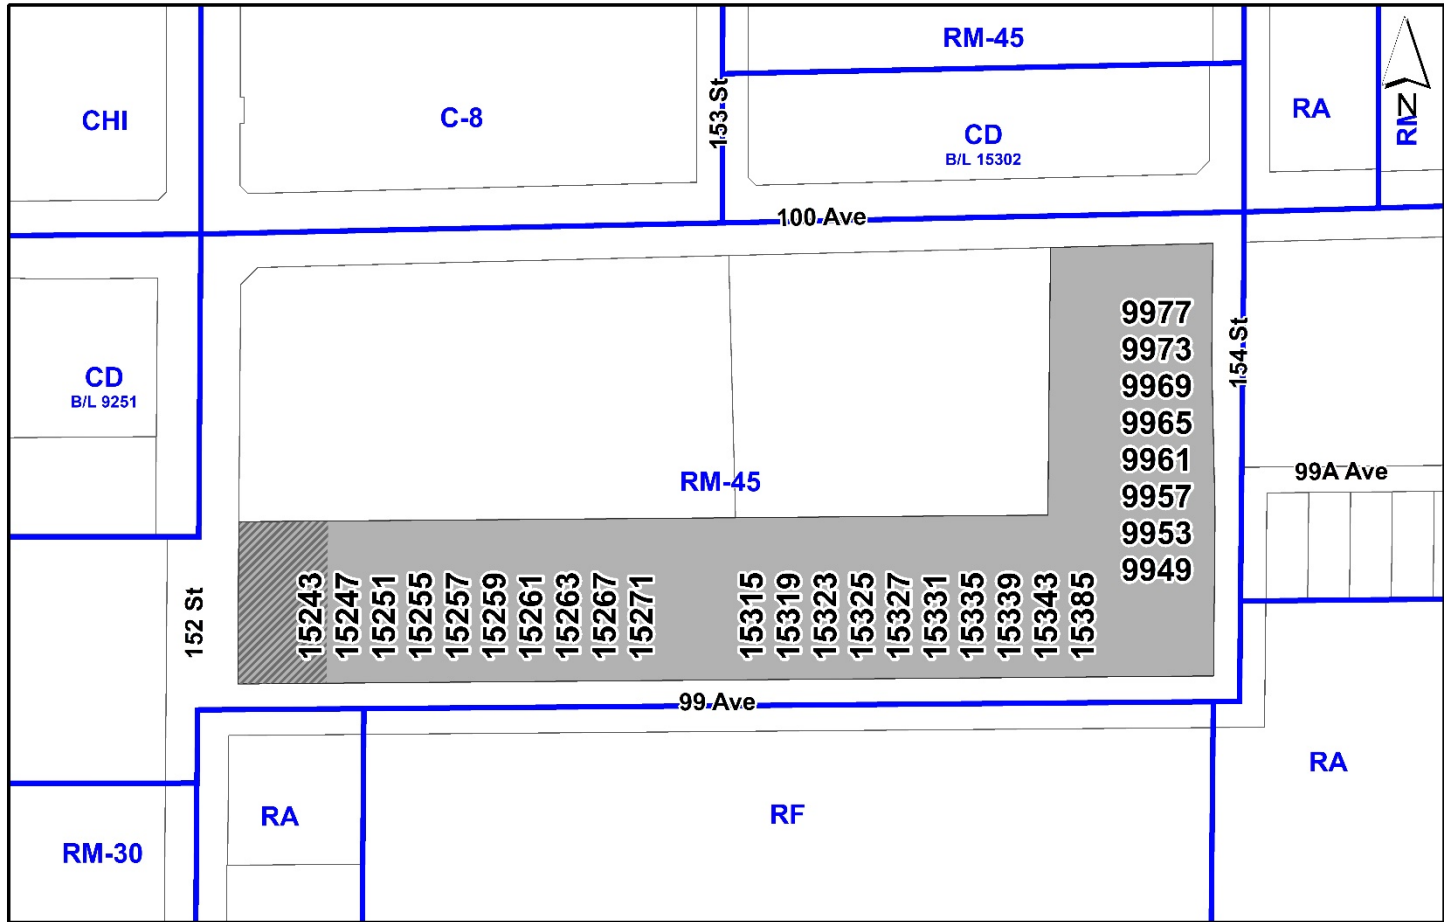 RM-45
153 St
CHI
C-8
CD
B/L 15302
RA
RM
N
100 Ave
9977
9973
9969
9965
9961
9957
9953
9949
154 St
CD
B/L 9251
RM-45
99A Ave
152 St
15243
15247
15251
15255
15257
15259
15261
15263
15267
15271
15315
15319
15323
15325
15327
15331
15335
15339
15343
15385
99 Ave
RA
RF
RA
RM-30